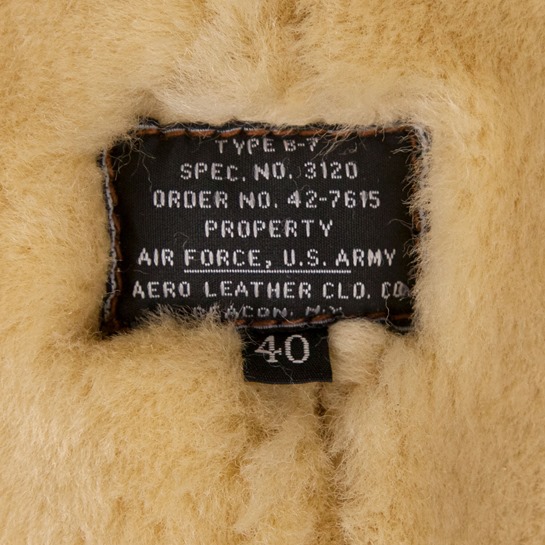 TYPE B-7
SPEC. NO. 3120
ORDER NO. 42-7615
PROPERTY
AIR FORCE, U.S. ARMY
AERO LEATHER CLO. CO.
BEACON, N.Y.
40